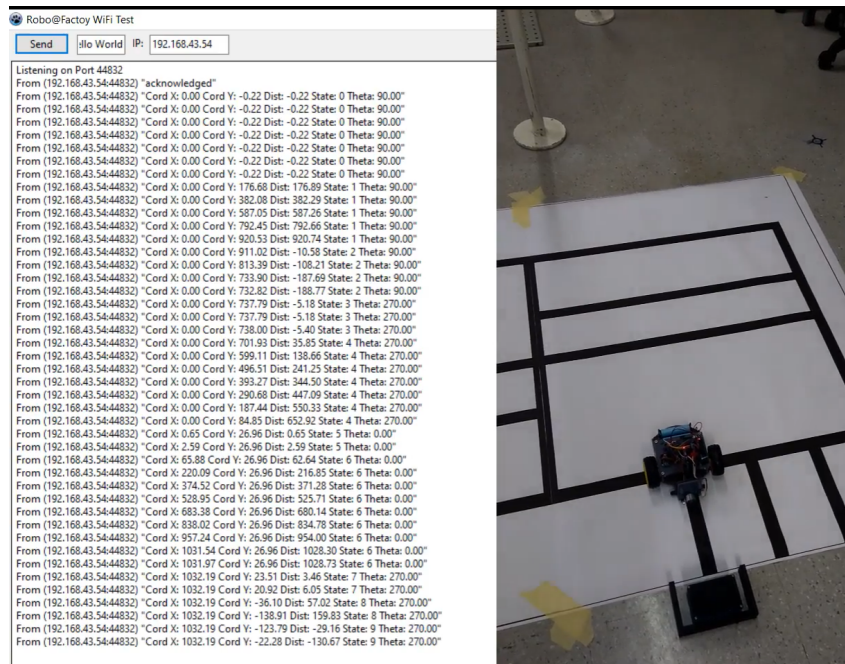 Robo@Factoy WiFi Test
Send ello World IP: 192.168.43.54
Listening on Port 44832
From (192.168.43.54:44832) "acknowledged"
From (192.168.43.54:44832) "Cord X: 0.00 Cord Y: -0.22 Dist: -0.22 State: 0 Theta: 90.00"
From (192.168.43.54:44832) "Cord X: 0.00 Cord Y: -0.22 Dist: -0.22 State: 0 Theta: 90.00"
From (192.168.43.54:44832) "Cord X: 0.00 Cord Y: -0.22 Dist: -0.22 State: 0 Theta: 90.00"
From (192.168.43.54:44832) "Cord X: 0.00 Cord Y: -0.22 Dist: -0.22 State: 0 Theta: 90.00"
From (192.168.43.54:44832) "Cord X: 0.00 Cord Y: -0.22 Dist: -0.22 State: 0 Theta: 90.00"
From (192.168.43.54:44832) "Cord X: 0.00 Cord Y: -0.22 Dist: -0.22 State: 0 Theta: 90.00"
From (192.168.43.54:44832) "Cord X: 0.00 Cord Y: -0.22 Dist: -0.22 State: 0 Theta: 90.00"
From (192.168.43.54:44832) "Cord X: 0.00 Cord Y: 176.68 Dist: 176.89 State: 1 Theta: 90.00"
From (192.168.43.54:44832) "Cord X: 0.00 Cord Y: 382.08 Dist: 382.29 State: 1 Theta: 90.00"
From (192.168.43.54:44832) "Cord X: 0.00 Cord Y: 587.05 Dist: 587.26 State: 1 Theta: 90.00"
From (192.168.43.54:44832) "Cord X: 0.00 Cord Y: 792.45 Dist: 792.66 State: 1 Theta: 90.00"
From (192.168.43.54:44832) "Cord X: 0.00 Cord Y: 920.53 Dist: 920.74 State: 1 Theta: 90.00"
From (192.168.43.54:44832) "Cord X: 0.00 Cord Y: 911.02 Dist: -10.58 State: 2 Theta: 90.00"
From (192.168.43.54:44832) "Cord X: 0.00 Cord Y: 813.39 Dist: -108.21 State: 2 Theta: 90.00"
From (192.168.43.54:44832) "Cord X: 0.00 Cord Y: 733.90 Dist: -187.69 State: 2 Theta: 90.00"
From (192.168.43.54:44832) "Cord X: 0.00 Cord Y: 732.82 Dist: -188.77 State: 2 Theta: 90.00"
From (192.168.43.54:44832) "Cord X: 0.00 Cord Y: 737.79 Dist: -5.18 State: 3 Theta: 270.00"
From (192.168.43.54:44832) "Cord X: 0.00 Cord Y: 737.79 Dist: -5.18 State: 3 Theta: 270.00"
From (192.168.43.54:44832) "Cord X: 0.00 Cord Y: 738.00 Dist: -5.40 State: 3 Theta: 270.00"
From (192.168.43.54:44832) "Cord X: 0.00 Cord Y: 701.93 Dist: 35.85 State: 4 Theta: 270.00"
From (192.168.43.54:44832) "Cord X: 0.00 Cord Y: 599.11 Dist: 138.66 State: 4 Theta: 270.00"
From (192.168.43.54:44832) "Cord X: 0.00 Cord Y: 496.51 Dist: 241.25 State: 4 Theta: 270.00"
From (192.168.43.54:44832) "Cord X: 0.00 Cord Y: 393.27 Dist: 344.50 State: 4 Theta: 270.00"
From (192.168.43.54:44832) "Cord X: 0.00 Cord Y: 290.68 Dist: 447.09 State: 4 Theta: 270.00"
From (192.168.43.54:44832) "Cord X: 0.00 Cord Y: 187.44 Dist: 550.33 State: 4 Theta: 270.00"
From (192.168.43.54:44832) "Cord X: 0.00 Cord Y: 84.85 Dist: 652.92 State: 4 Theta: 270.00"
From (192.168.43.54:44832) "Cord X: 0.65 Cord Y: 26.96 Dist: 0.65 State: 5 Theta: 0.00"
From (192.168.43.54:44832) "Cord X: 2.59 Cord Y: 26.96 Dist: 2.59 State: 5 Theta: 0.00"
From (192.168.43.54:44832) "Cord X: 65.88 Cord Y: 26.96 Dist: 62.64 State: 6 Theta: 0.00"
From (192.168.43.54:44832) "Cord X: 220.09 Cord Y: 26.96 Dist: 216.85 State: 6 Theta: 0.00"
From (192.168.43.54:44832) "Cord X: 374.52 Cord Y: 26.96 Dist: 371.28 State: 6 Theta: 0.00"
From (192.168.43.54:44832) "Cord X: 528.95 Cord Y: 26.96 Dist: 525.71 State: 6 Theta: 0.00"
From (192.168.43.54:44832) "Cord X: 683.38 Cord Y: 26.96 Dist: 680.14 State: 6 Theta: 0.00"
From (192.168.43.54:44832) "Cord X: 838.02 Cord Y: 26.96 Dist: 834.78 State: 6 Theta: 0.00"
From (192.168.43.54:44832) "Cord X: 957.24 Cord Y: 26.96 Dist: 954.00 State: 6 Theta: 0.00"
From (192.168.43.54:44832) "Cord X: 1031.54 Cord Y: 26.96 Dist: 1028.30 State: 6 Theta: 0.00"
From (192.168.43.54:44832) "Cord X: 1031.97 Cord Y: 26.96 Dist: 1028.73 State: 6 Theta: 0.00"
From (192.168.43.54:44832) "Cord X: 1032.19 Cord Y: 23.51 Dist: 3.46 State: 7 Theta: 270.00"
From (192.168.43.54:44832) "Cord X: 1032.19 Cord Y: 20.92 Dist: 6.05 State: 7 Theta: 270.00"
From (192.168.43.54:44832) "Cord X: 1032.19 Cord Y: -36.10 Dist: 57.02 State: 8 Theta: 270.00"
From (192.168.43.54:44832) "Cord X: 1032.19 Cord Y: -138.91 Dist: 159.83 State: 8 Theta: 270.00"
From (192.168.43.54:44832) "Cord X: 1032.19 Cord Y: -123.79 Dist: -29.16 State: 9 Theta: 270.00"
From (192.168.43.54:44832) "Cord X: 1032.19 Cord Y: -22.28 Dist: -130.67 State: 9 Theta: 270.00"